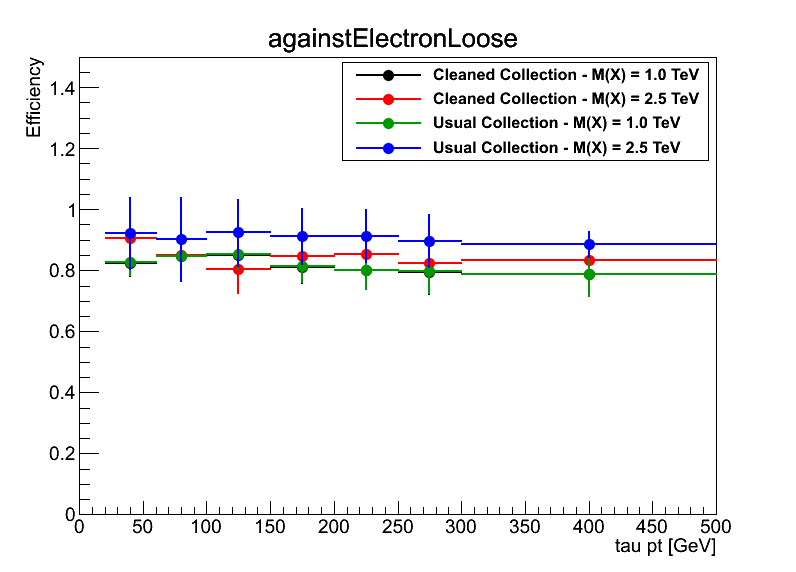 againstElectronLoose
Efficiency
Cleaned Collection - M(X) = 1.0 TeV
Cleaned Collection - M(X) = 2.5 TeV
Usual Collection - M(X) = 1.0 TeV
Usual Collection - M(X) = 2.5 TeV
1.4
1.2
1
0.8
0.6
0.4
0.2
0
0 50 100 150 200 250 300 350 400 450 500
tau pt [GeV]